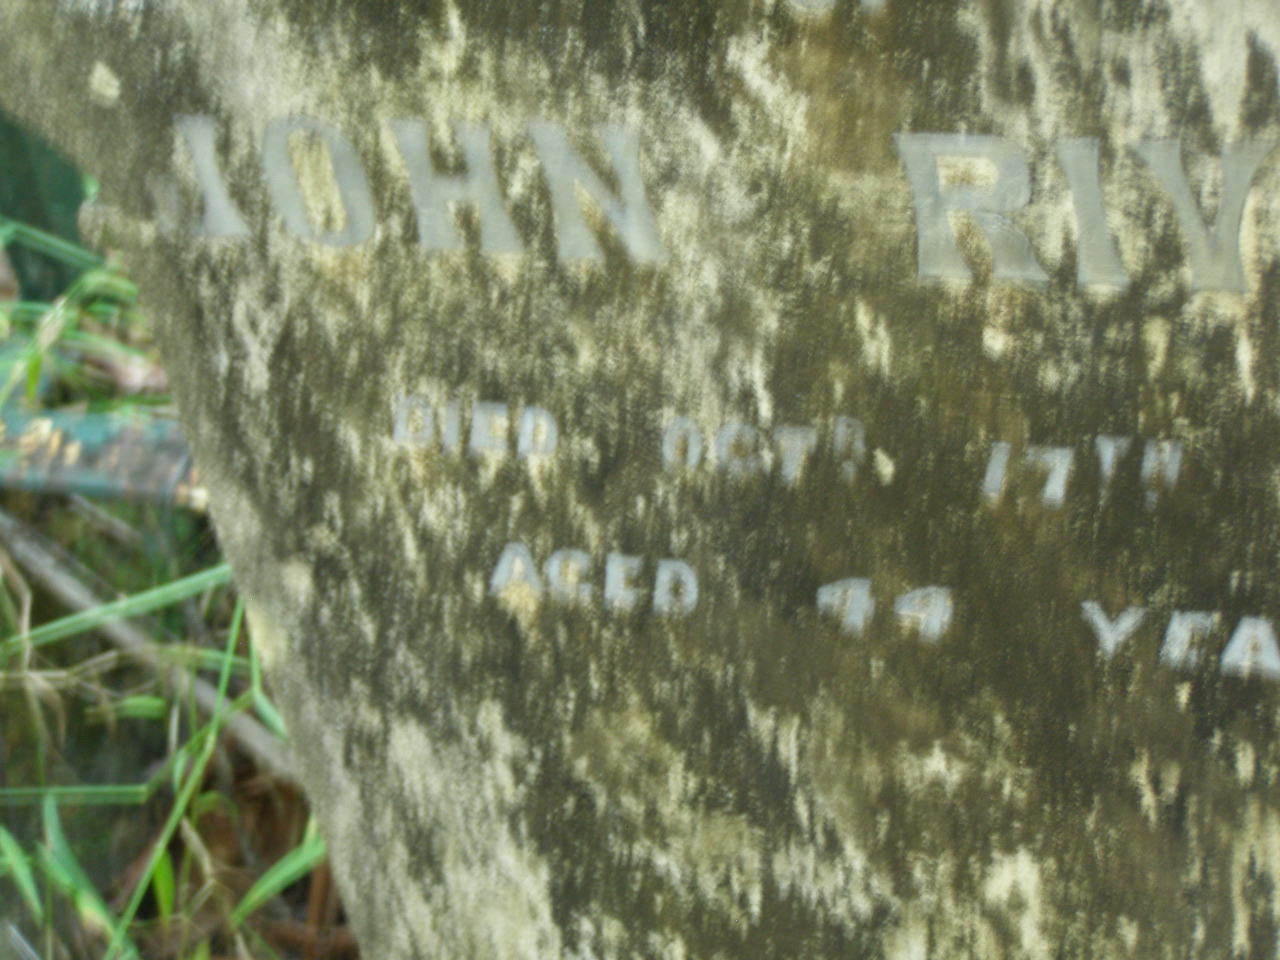 JOHN RIV
DIED OCTR 17TH
AGED 44 YEA